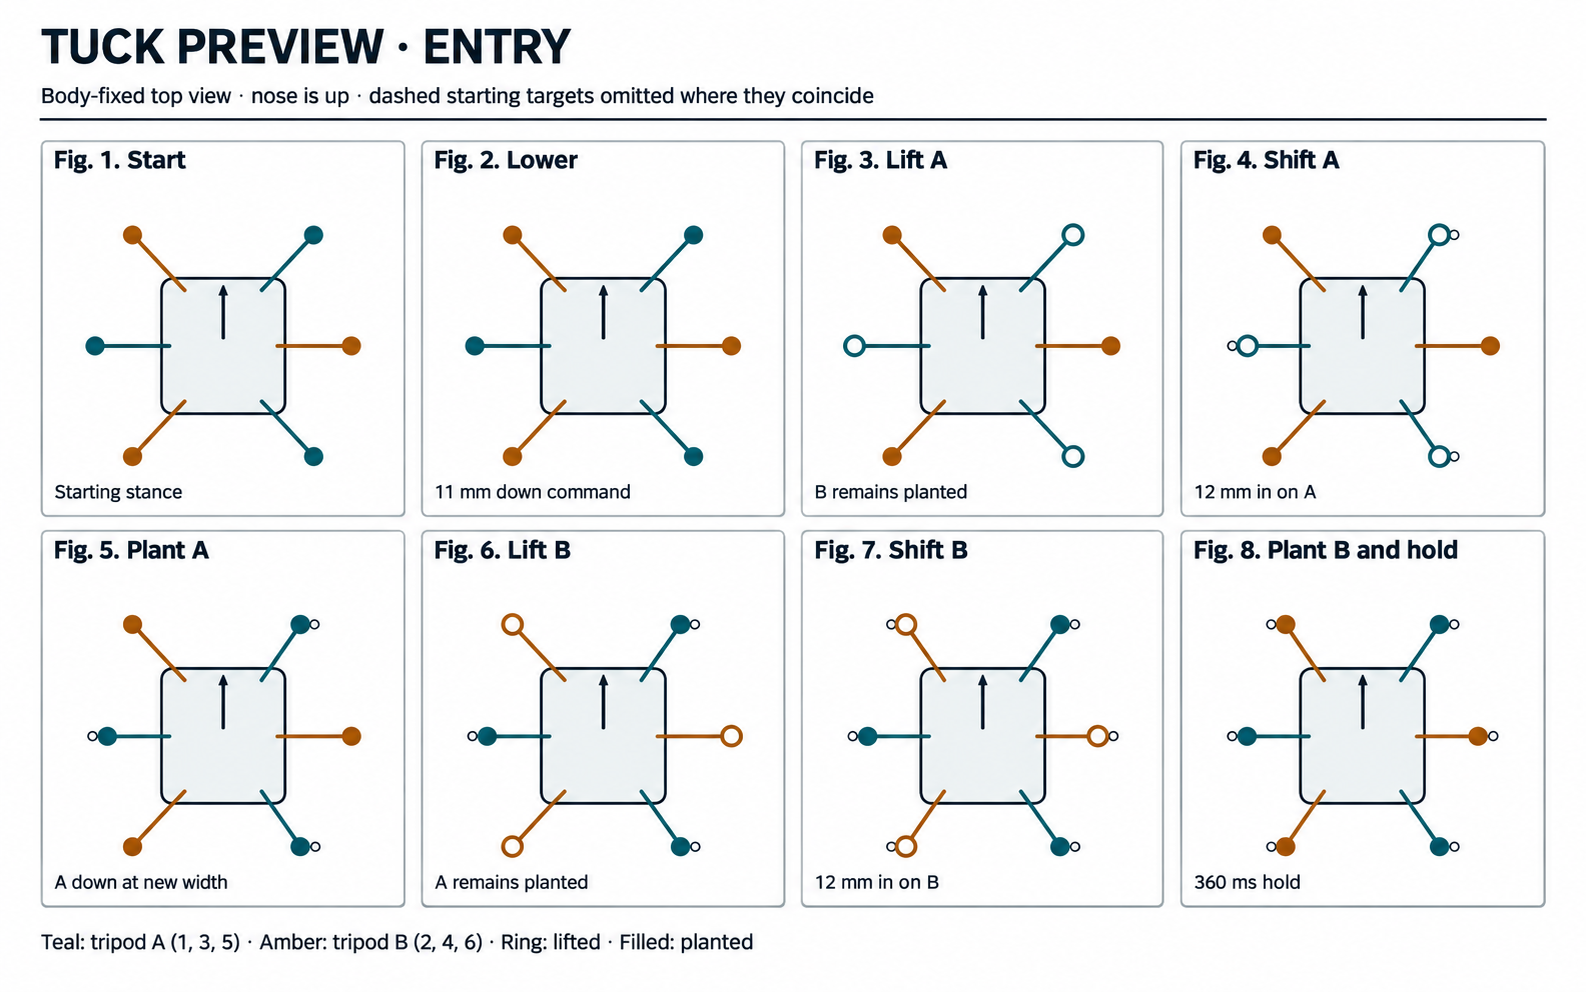 TUCK PREVIEW · ENTRY
Body-fixed top view · nose is up · dashed starting targets omitted where they coincide
Fig. 1. Start
Starting stance
Fig. 2. Lower
11 mm down command
Fig. 3. Lift A
B remains planted
Fig. 4. Shift A
12 mm in on A
Fig. 5. Plant A
A down at new width
Fig. 6. Lift B
A remains planted
Fig. 7. Shift B
12 mm in on B
Fig. 8. Plant B and hold
360 ms hold
Teal: tripod A (1, 3, 5) · Amber: tripod B (2, 4, 6) · Ring: lifted · Filled: planted